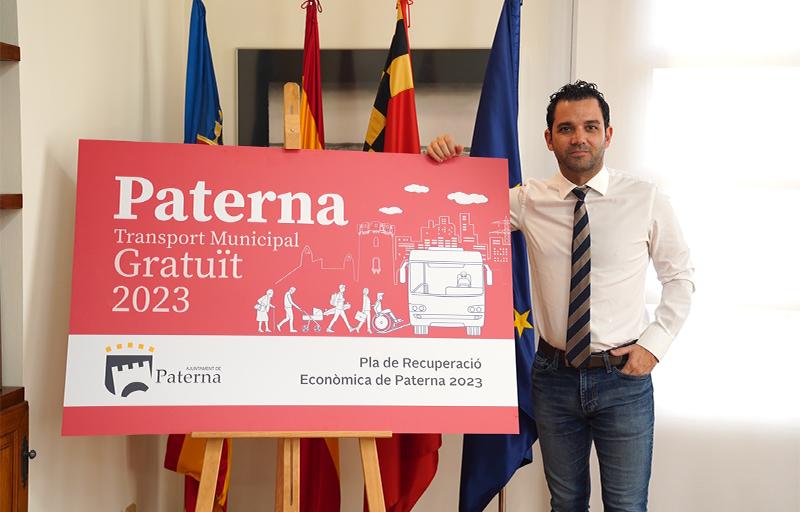 Paterna
Transport Municipal
Gratuït
2023
AJUNTAMENT DE
Paterna
Pla de Recuperació
Econòmica de Paterna 2023